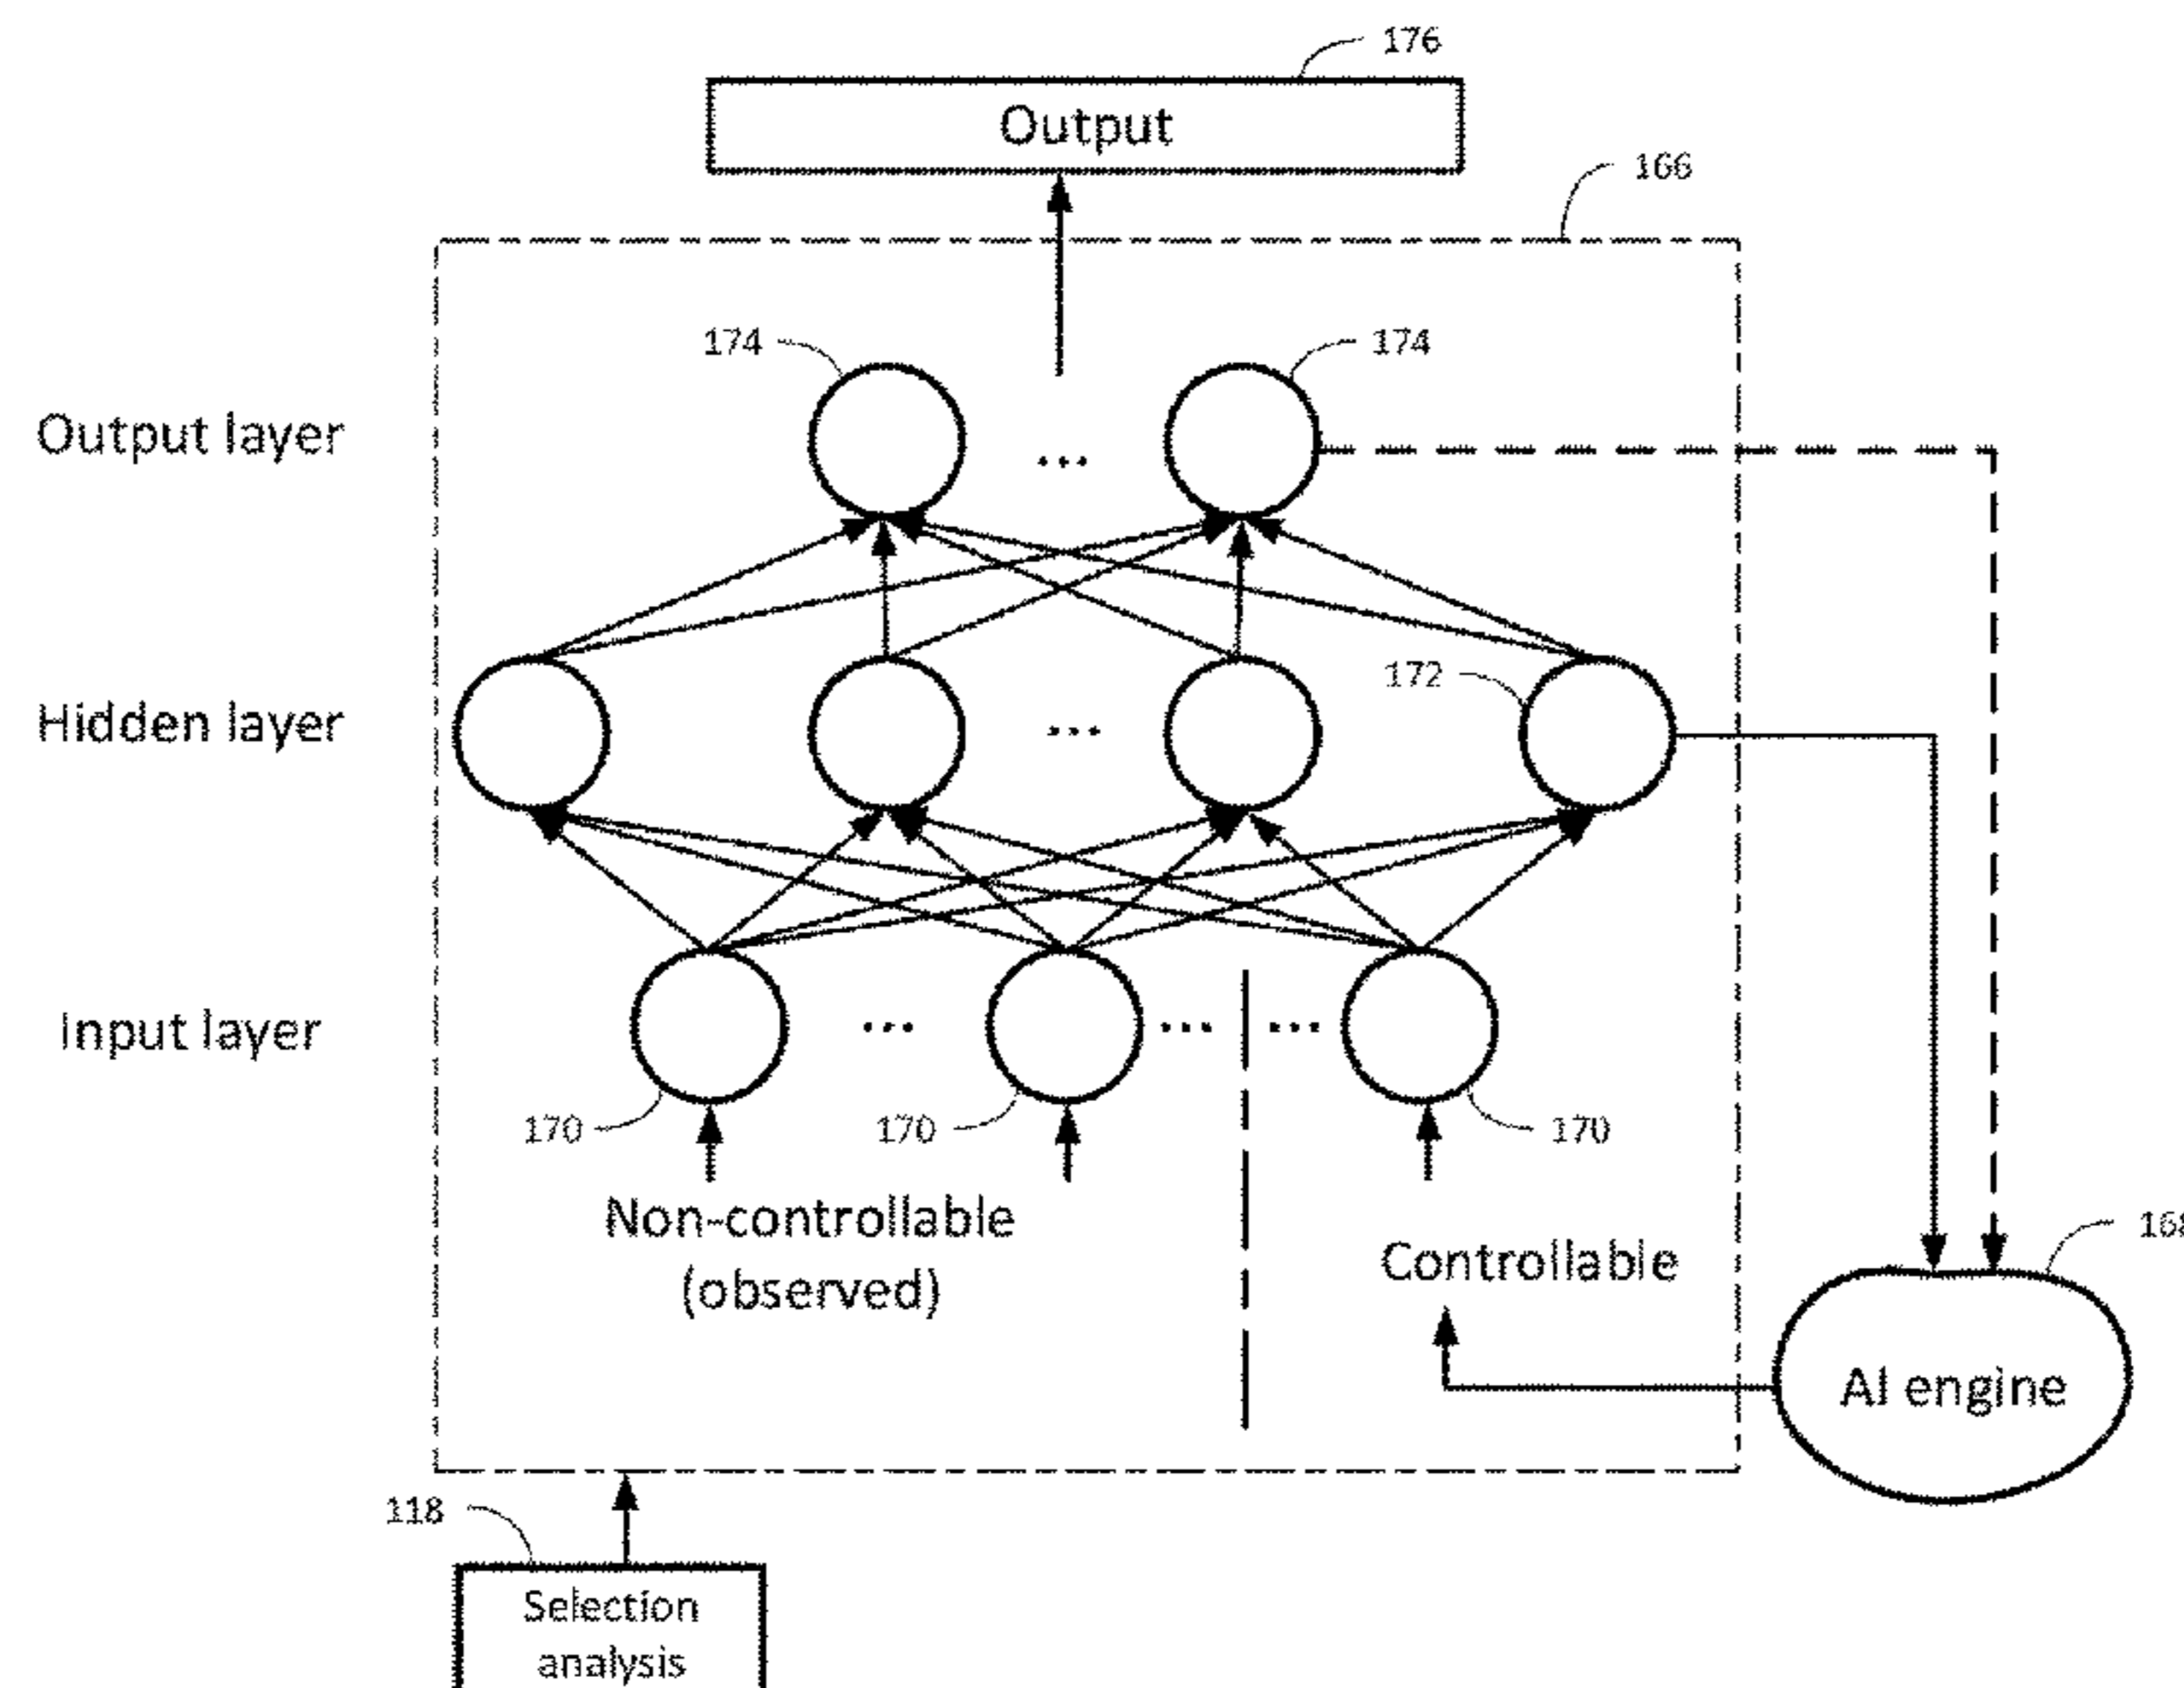 176
Output
166
174
174
Output layer
...
172
Hidden layer
...
Input layer
... ... ...
170
170
170
Non-controllable
(observed)
Controllable
AI engine
118
Selection
analysis